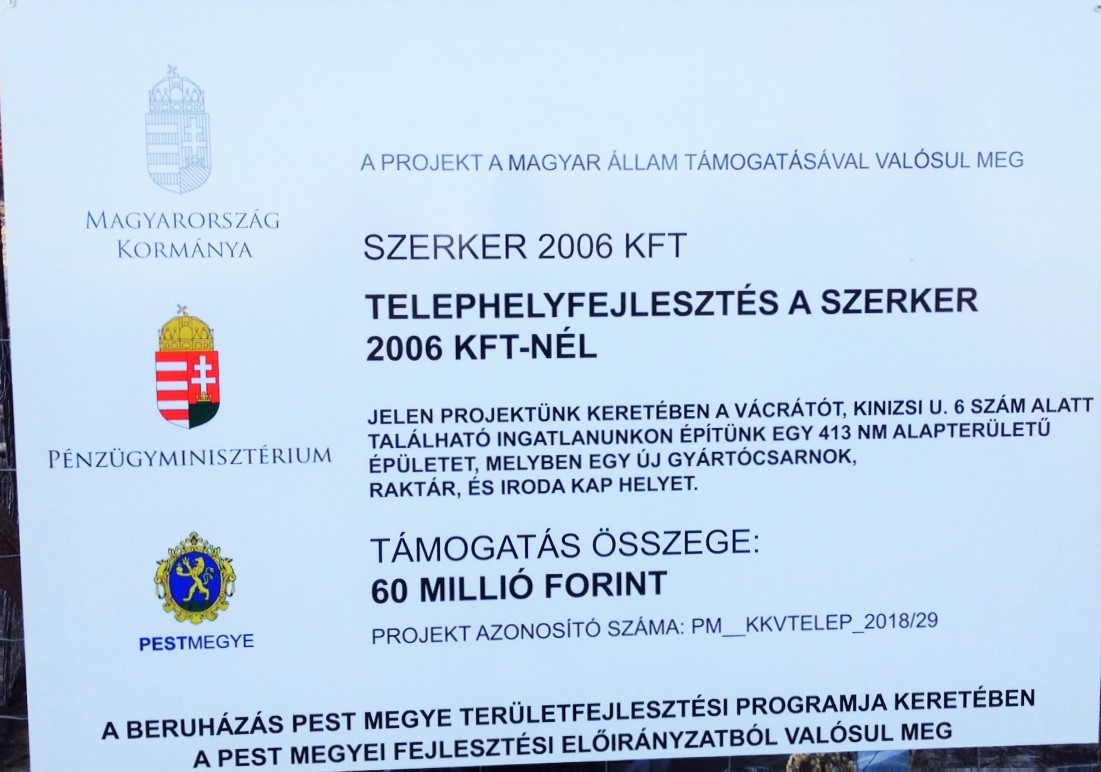 MAGYARORSZÁG
KORMÁNYA
PÉNZÜGYMINISZTÉRIUM
PESTMEGYE
A PROJEKT A MAGYAR ÁLLAM TÁMOGATÁSÁVAL VALÓSUL MEG
SZERKER 2006 KFT
TELEPHELYFEJLESZTÉS A SZERKER
2006 KFT-NÉL
JELEN PROJEKTÜNK KERETÉBEN A VÁCRÁTÓT, KINIZSI U. 6 SZÁM ALATT
TALÁLHATÓ INGATLANUNKON ÉPÍTÜNK EGY 413 NM ALAPTERÜLETŰ
ÉPÜLETET, MELYBEN EGY ÚJ GYÁRTÓCSARNOK,
RAKTÁR, ÉS IRODA KAP HELYET.
TÁMOGATÁS ÖSSZEGE:
60 MILLIÓ FORINT
PROJEKT AZONOSÍTÓ SZÁMA: PM__KKVTELEP_2018/29
A BERUHÁZÁS PEST MEGYE TERÜLETFEJLESZTÉSI PROGRAMJA KERETÉBEN
A PEST MEGYEI FEJLESZTÉSI ELŐIRÁNYZATBÓL VALÓSUL MEG